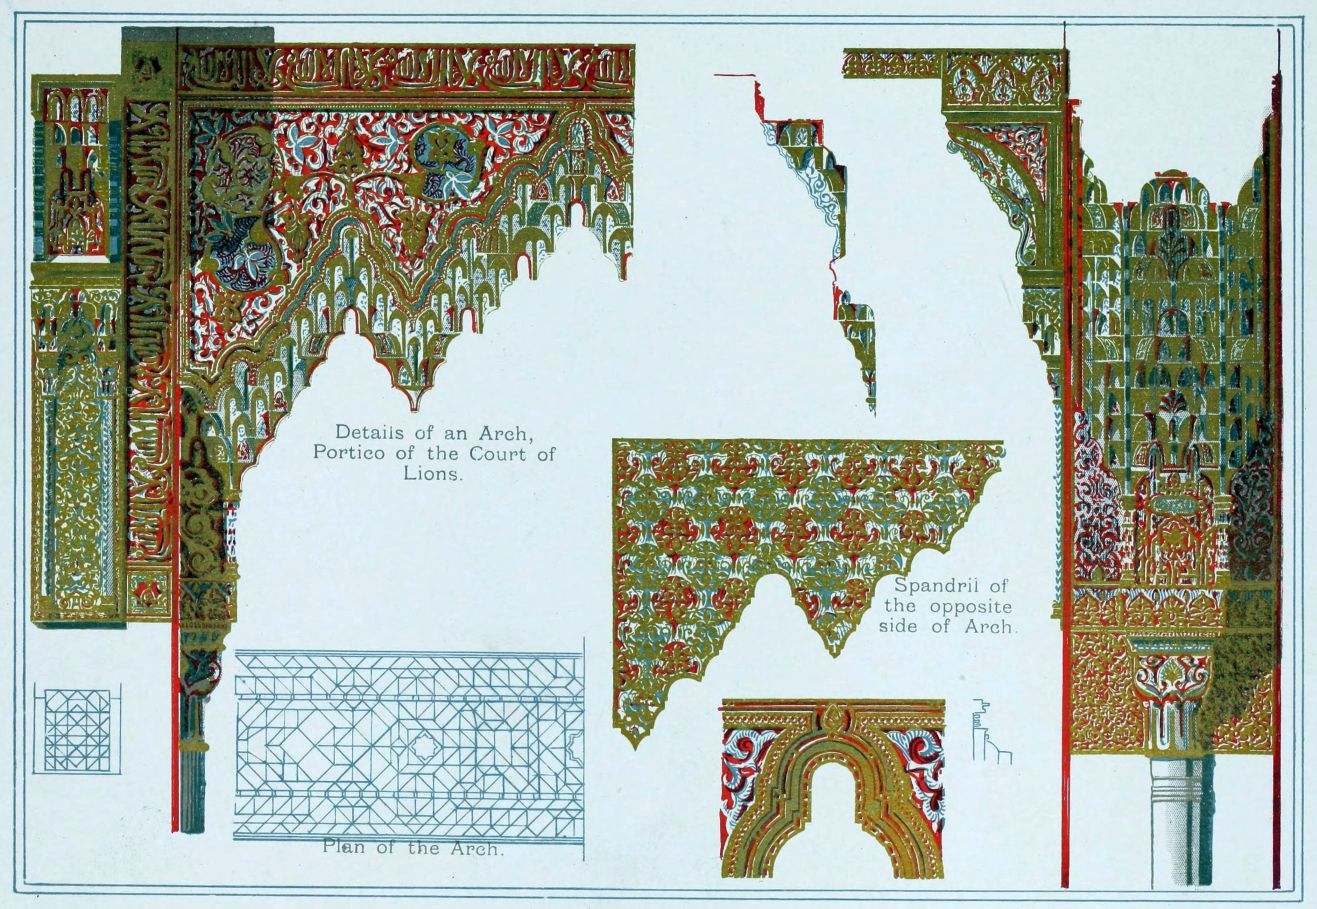 Details of an Arch,
Portico of the Court of
Lions.
Spandril of
the opposite
side of Arch.
Plan of the Arch.